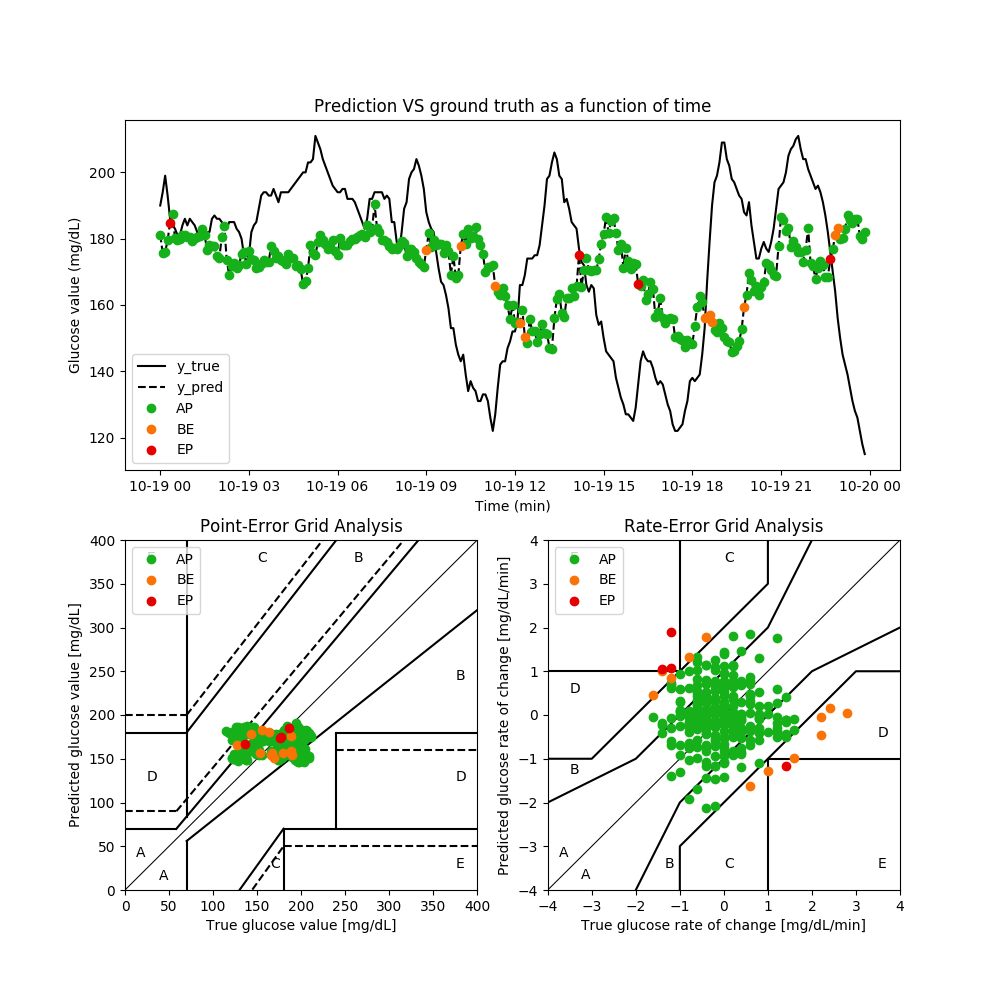 Prediction VS ground truth as a function of time
Glucose value (mg/dL)
200
180
160
140
120
y_true
y_pred
AP
BE
EP
10-19 00 10-19 03 10-19 06 10-19 09 10-19 12 10-19 15 10-19 18 10-19 21 10-20 00
Time (min)
Point-Error Grid Analysis
Predicted glucose value [mg/dl]
400
350
300
250
200
150
100
50
0
AP
BE
EP
C
B
B
D
D
A
A
C
E
0 50 100 150 200 250 300 350 400
True glucose value [mg/dL]
Rate-Error Grid Analysis
Predicted glucose rate of change [mg/dL/min]
4
3
2
1
0
−1
−2
−3
−4
AP
BE
EP
C
D
D
B
A
A
B
C
E
−4 −3 −2 −1 0 1 2 3 4
True glucose rate of change [mg/dL/min]